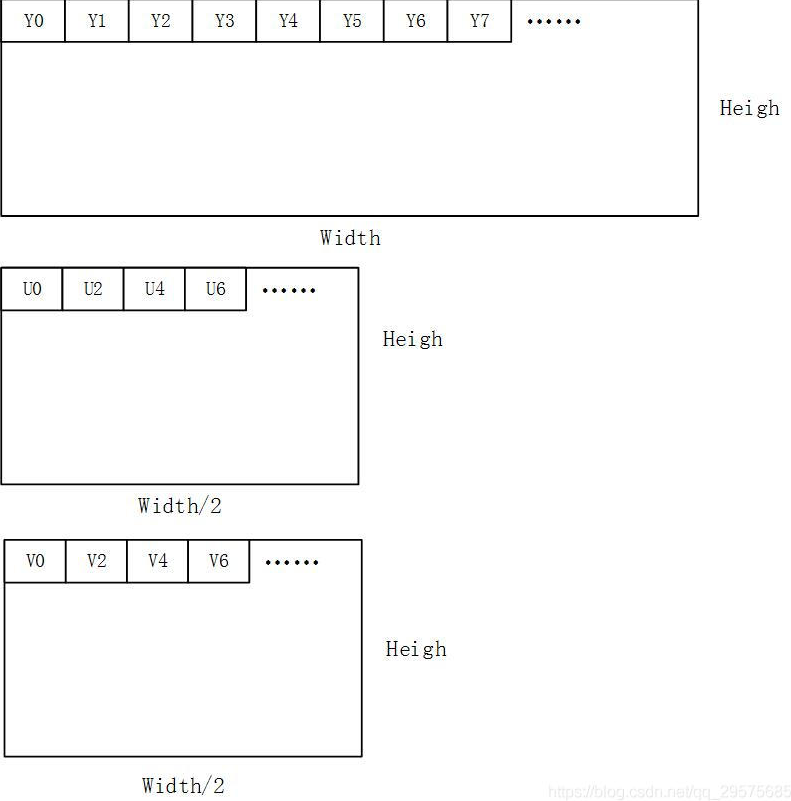 Y0 Y1 Y2 Y3 Y4 Y5 Y6 Y7 ······
Heigh
Width
U0 U2 U4 U6 ······
Heigh
Width/2
V0 V2 V4 V6 ······
Heigh
Width/2
https://blog.csdn.net/qq_29575685